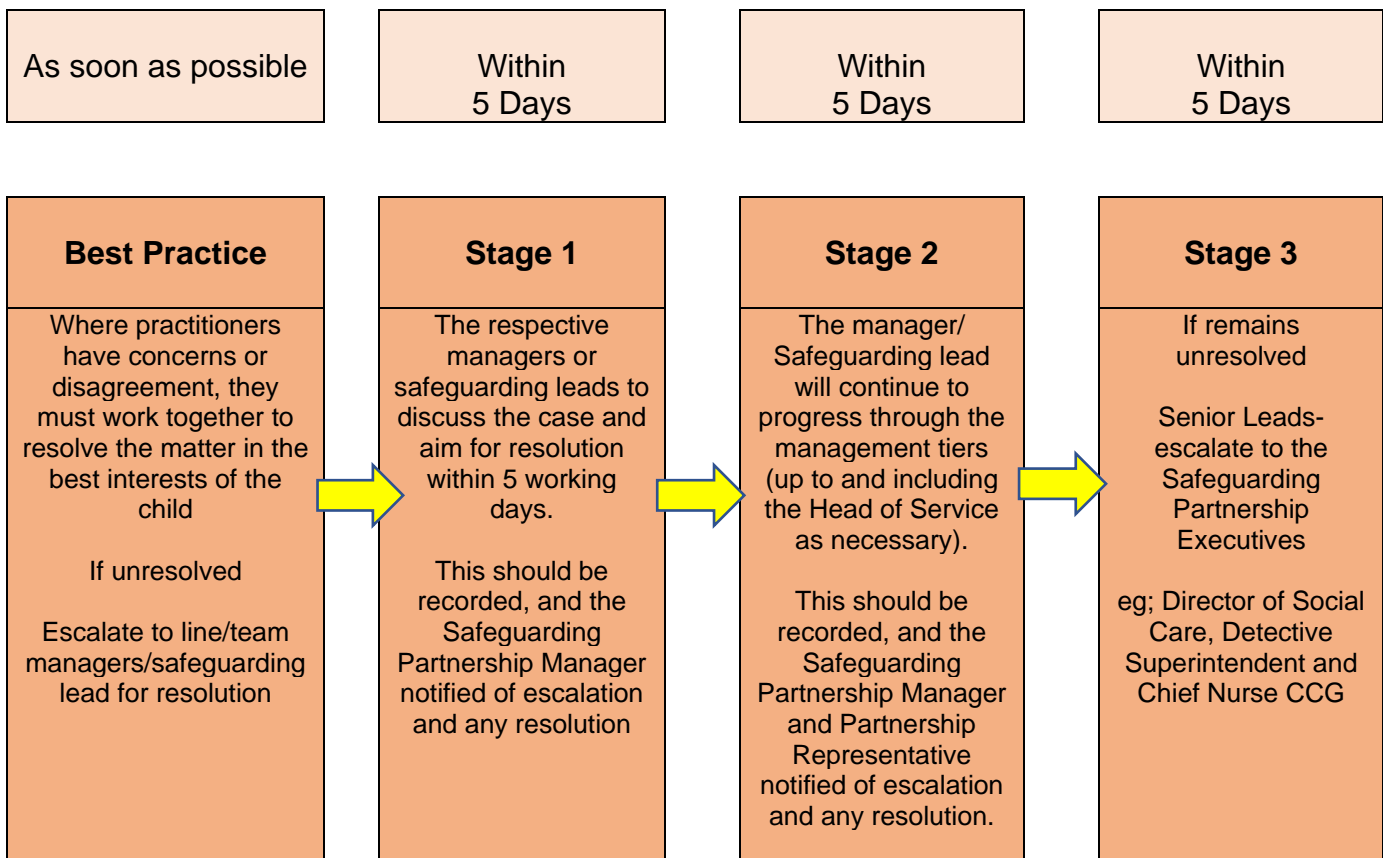 As soon as possible
Within
5 Days
Within
5 Days
Within
5 Days
Best Practice
Where practitioners
have concerns or
disagreement, they
must work together to
resolve the matter in the
best interests of the
child
If unresolved
Escalate to line/team
managers/safeguarding
lead for resolution
Stage 1
The respective
managers or
safeguarding leads to
discuss the case and
aim for resolution
within 5 working
days.
This should be
recorded, and the
Safeguarding
Partnership Manager
notified of escalation
and any resolution
Stage 2
The manager/
Safeguarding lead
will continue to
progress through the
management tiers
(up to and including
the Head of Service
as necessary).
This should be
recorded, and the
Safeguarding
Partnership Manager
and Partnership
Representative
notified of escalation
and any resolution.
Stage 3
If remains
unresolved
Senior Leads-
escalate to the
Safeguarding
Partnership
Executives
eg; Director of Social
Care, Detective
Superintendent and
Chief Nurse CCG